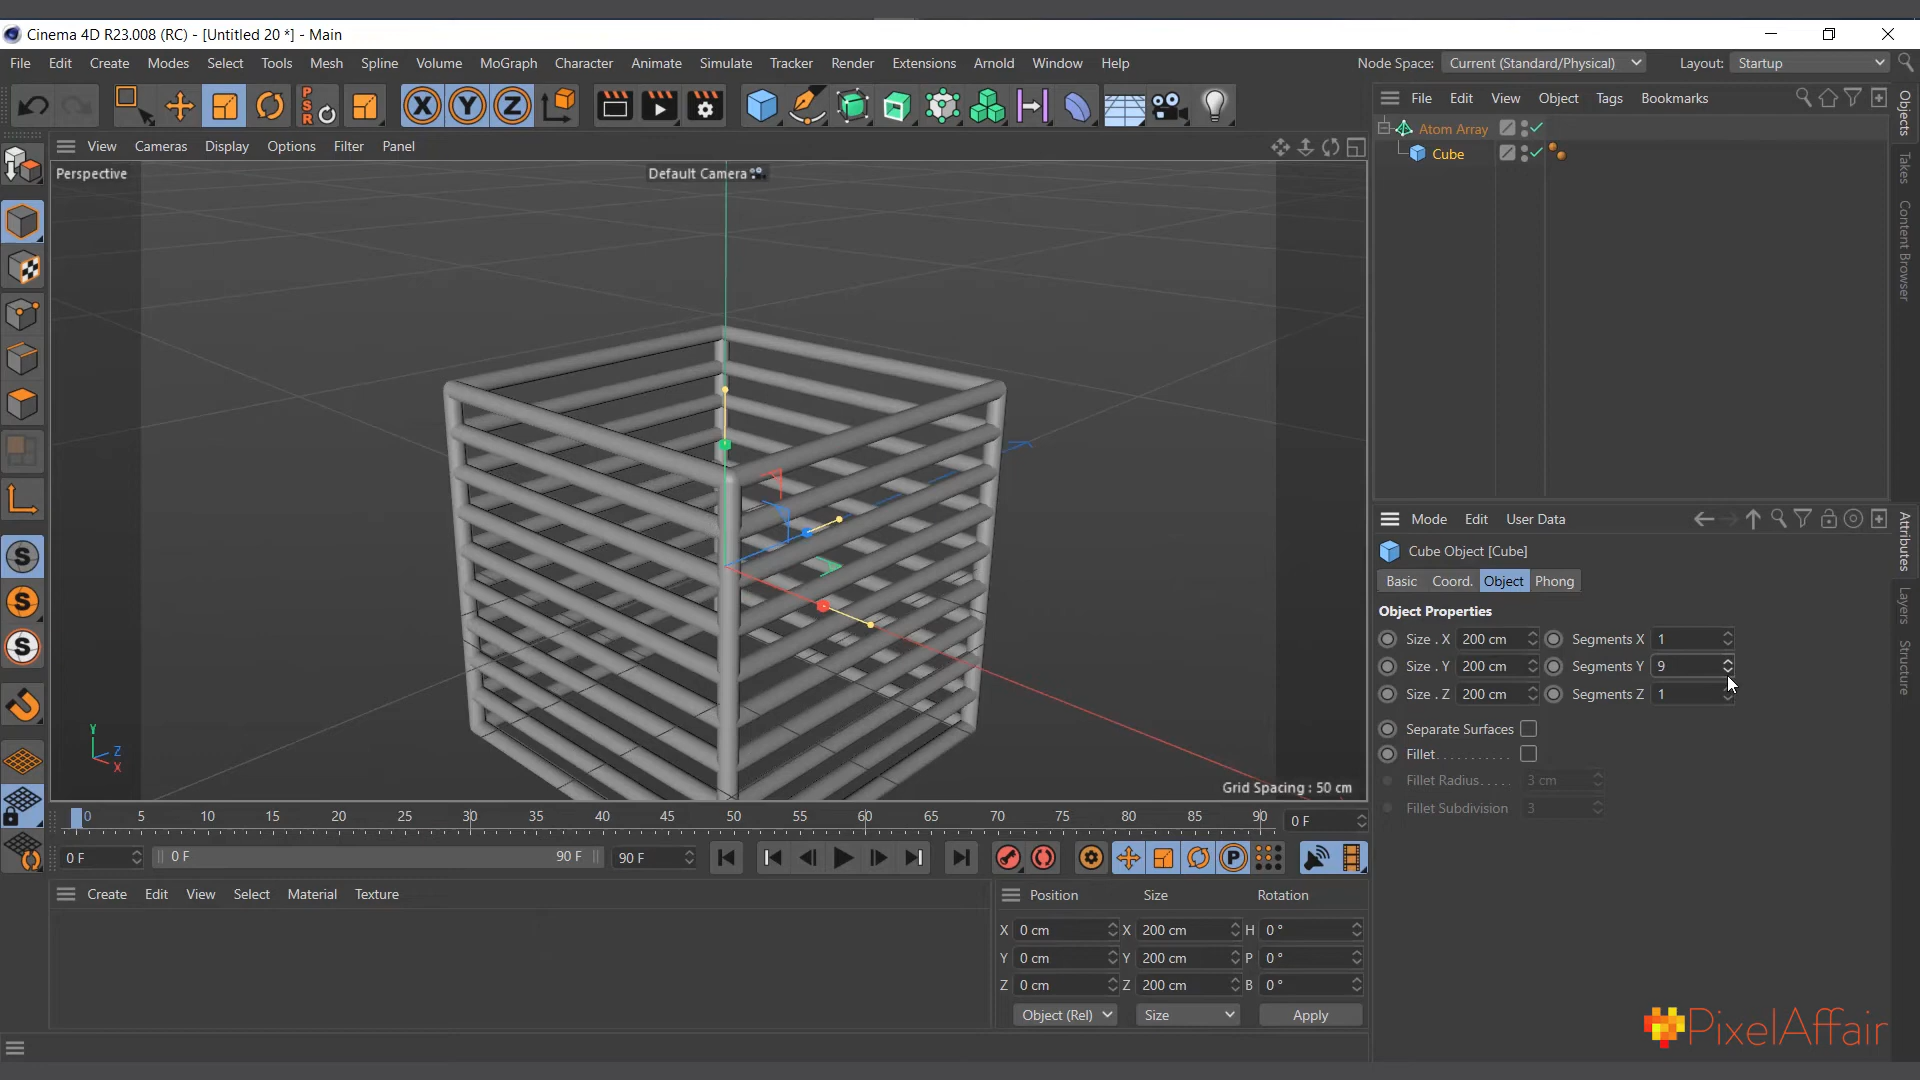 Cinema 4D R23.008 (RC) - [Untitled 20 *] - Main
File Edit Create Modes Select Tools Mesh Spline Volume MoGraph Character Animate Simulate Tracker Render Extensions Arnold Window Help Node Space: Current (Standard/Physical) Layout: Startup
P S R X Y Z
File Edit View Object Tags Bookmarks
Objects
Takes
Content Browser
Atom Array
Cube
View Cameras Display Options Filter Panel
Perspective
Default Camera
Y
Z
X
Grid Spacing : 50 cm
S
S
S
Mode Edit User Data
Attributes
Layers
Structure
Cube Object [Cube]
Basic Coord. Object Phong
Object Properties
Size . X 200 cm Segments X 1
Size . Y 200 cm Segments Y 9
Size . Z 200 cm Segments Z 1
Separate Surfaces
Fillet. . . . . . . . . . .
Fillet Radius. . . . . 3 cm
Fillet Subdivision 3
0 5 10 15 20 25 30 35 40 45 50 55 60 65 70 75 80 85 90 0 F
0 F 0 F 90 F 90 F P
Create Edit View Select Material Texture
Position Size Rotation
X 0 cm X 200 cm H 0 °
Y 0 cm Y 200 cm P 0 °
Z 0 cm Z 200 cm B 0 °
Object (Rel) Size Apply
PixelAffair